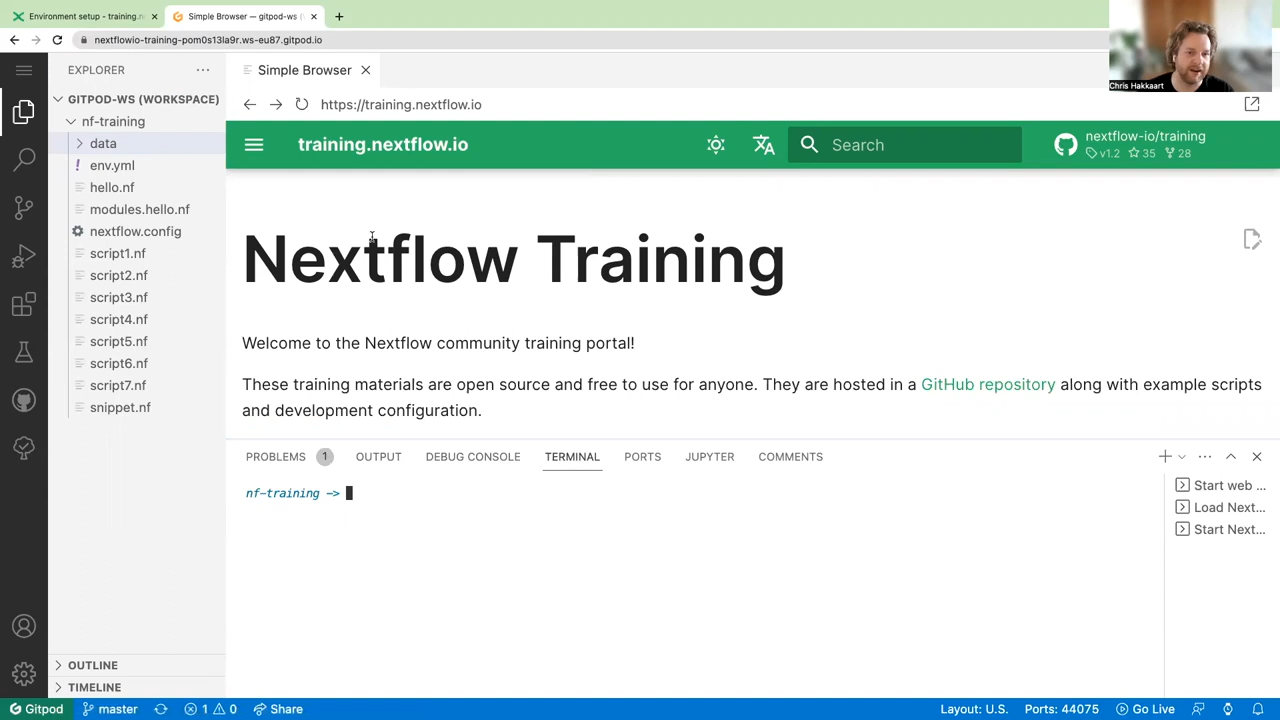 Environment setup - training.n
Simple Browser — gitpod-ws (
nextflowio-training-pom0s13la9r.ws-eu87.gitpod.io
Chris Hakkaart
EXPLORER
Simple Browser
GITPOD-WS (WORKSPACE)
https://training.nextflow.io
nf-training
data
env.yml
hello.nf
modules.hello.nf
nextflow.config
script1.nf
script2.nf
script3.nf
script4.nf
script5.nf
script6.nf
script7.nf
snippet.nf
OUTLINE
TIMELINE
training.nextflow.io
Search
nextflow-io/training
v1.2 35 28
Nextflow Training
Welcome to the Nextflow community training portal!
These training materials are open source and free to use for anyone. They are hosted in a GitHub repository along with example scripts
and development configuration.
PROBLEMS 1 OUTPUT DEBUG CONSOLE TERMINAL PORTS JUPYTER COMMENTS
nf-training ->
Start web ...
Load Next...
Start Next...
Gitpod master 1 0 Share Layout: U.S. Ports: 44075 Go Live